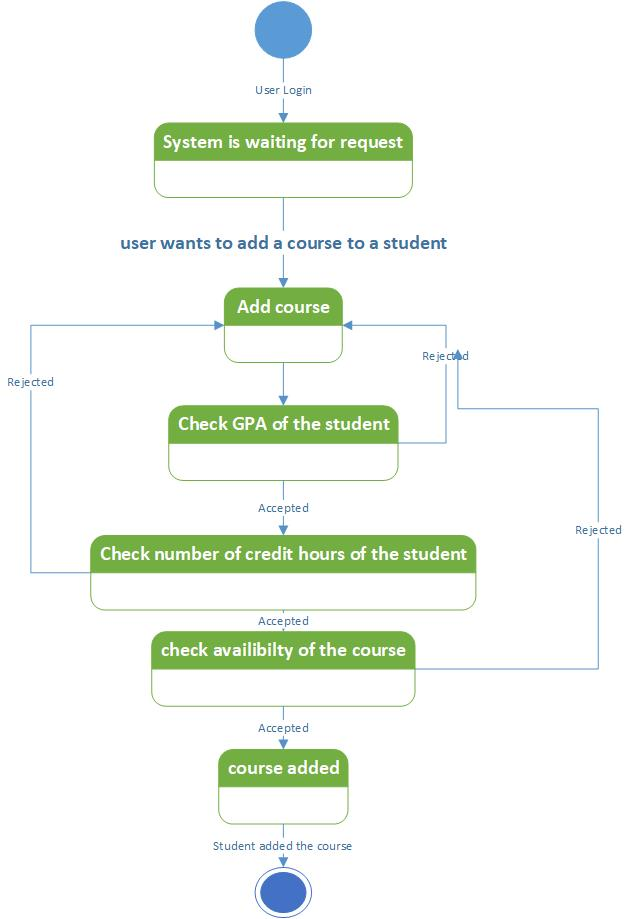 User Login
System is waiting for request
user wants to add a course to a student
Add course
Rejected
Rejected
Check GPA of the student
Accepted
Rejected
Check number of credit hours of the student
Accepted
check availibilty of the course
Accepted
course added
Student added the course